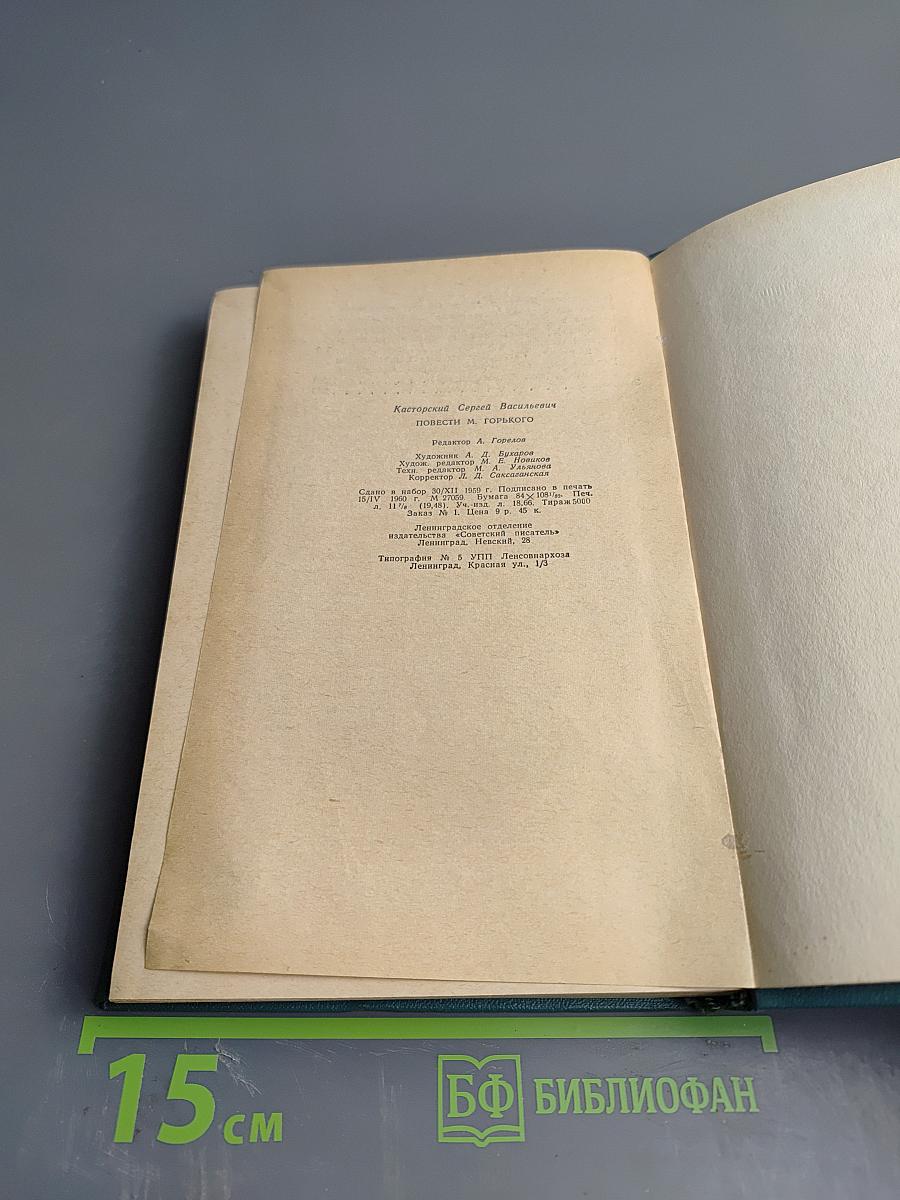 Касторский Сергей Васильевич
ПОВЕСТИ М. ГОРЬКОГО
Редактор А. Горелов
Художник А. Д. Бухаров
Худож. редактор М. Е. Новиков
Техн. редактор М. А. Ульянова
Корректор Л. Д. Саксаганская
Сдано в набор 30/XII 1959 г. Подписано в печать
15/IV 1960 г. М 27059. Бумага 84×108¹/₃₂. Печ.
л. 11⁷/₈ (19,48). Уч.-изд. л. 18,66. Тираж 5000
Заказ № 1. Цена 9 р. 45 к.
Ленинградское отделение
издательства «Советский писатель»
Ленинград, Невский, 28
Типография № 5 УПП Ленсовнархоза
Ленинград, Красная ул., 1/3
15 см
БФ БИБЛИОФАН